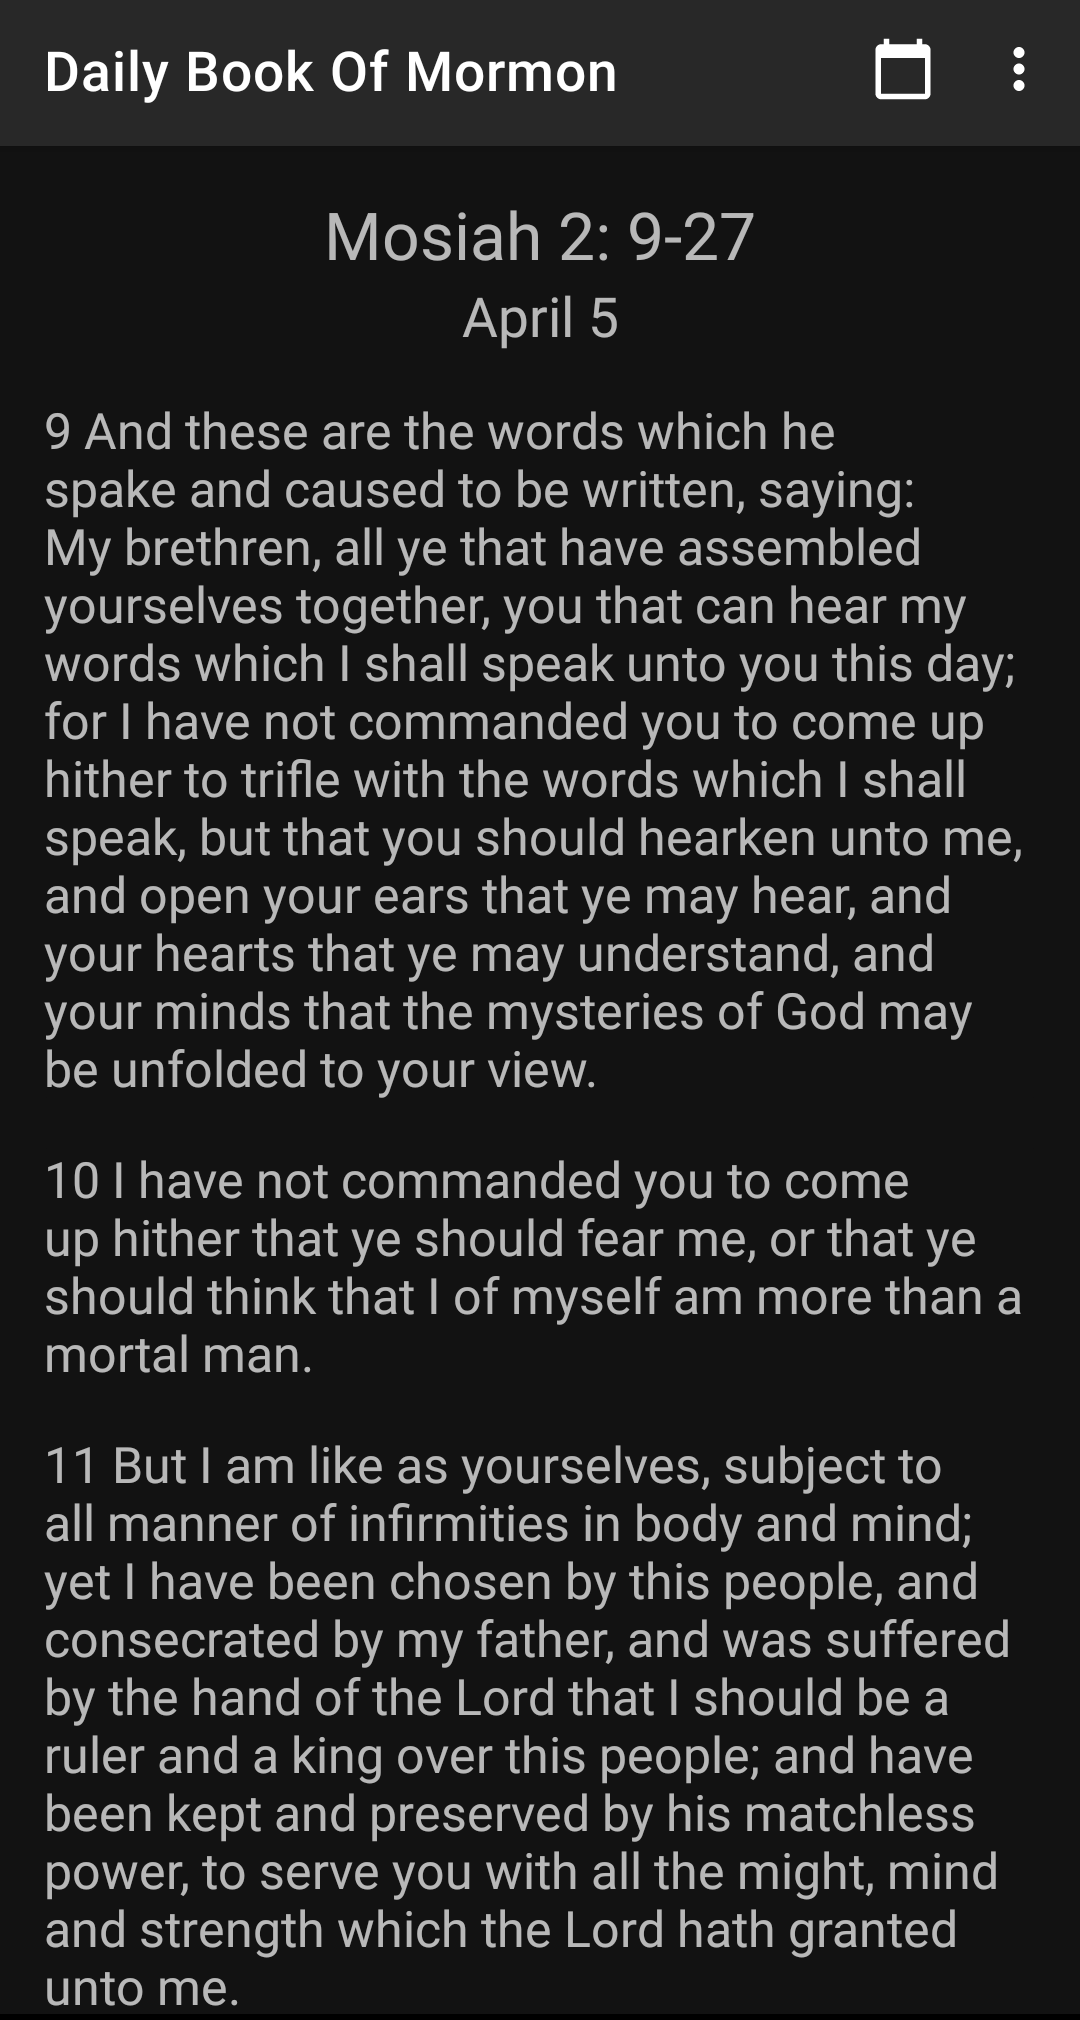 Daily Book Of Mormon
Mosiah 2: 9-27
April 5
9 And these are the words which he
spake and caused to be written, saying:
My brethren, all ye that have assembled
yourselves together, you that can hear my
words which I shall speak unto you this day;
for I have not commanded you to come up
hither to trifle with the words which I shall
speak, but that you should hearken unto me,
and open your ears that ye may hear, and
your hearts that ye may understand, and
your minds that the mysteries of God may
be unfolded to your view.
10 I have not commanded you to come
up hither that ye should fear me, or that ye
should think that I of myself am more than a
mortal man.
11 But I am like as yourselves, subject to
all manner of infirmities in body and mind;
yet I have been chosen by this people, and
consecrated by my father, and was suffered
by the hand of the Lord that I should be a
ruler and a king over this people; and have
been kept and preserved by his matchless
power, to serve you with all the might, mind
and strength which the Lord hath granted
unto me.